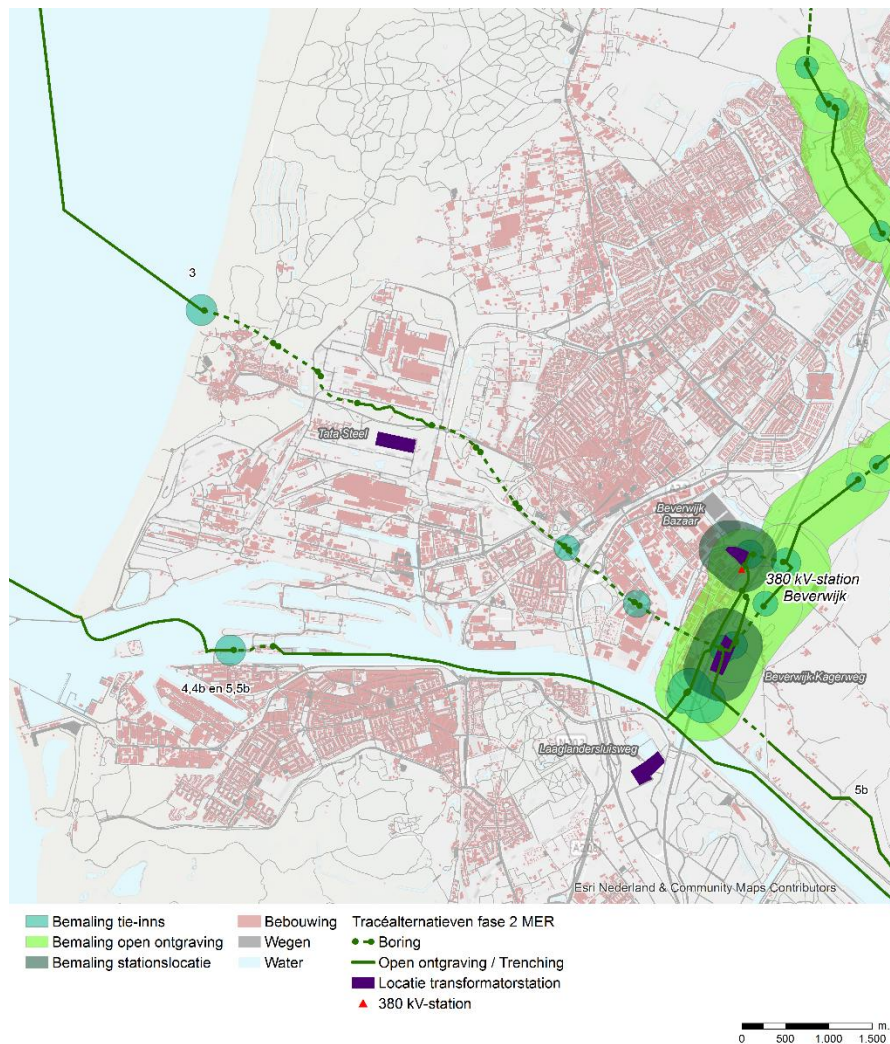 3
Tata Steel
Beverwijk
Bazaar
380 kV-station
Beverwijk
4,4b en 5,5b
Beverwijk Kagerweg
Laaglandersluisweg
5b
Esri Nederland & Community Maps Contributors
Bemaling tie-inns
Bemaling open ontgraving
Bemaling stationslocatie
Bebouwing
Wegen
Water
Tracéalternatieven fase 2 MER
Boring
Open ontgraving / Trenching
Locatie transformatorstation
380 kV-station
m.
0 500 1.000 1.500